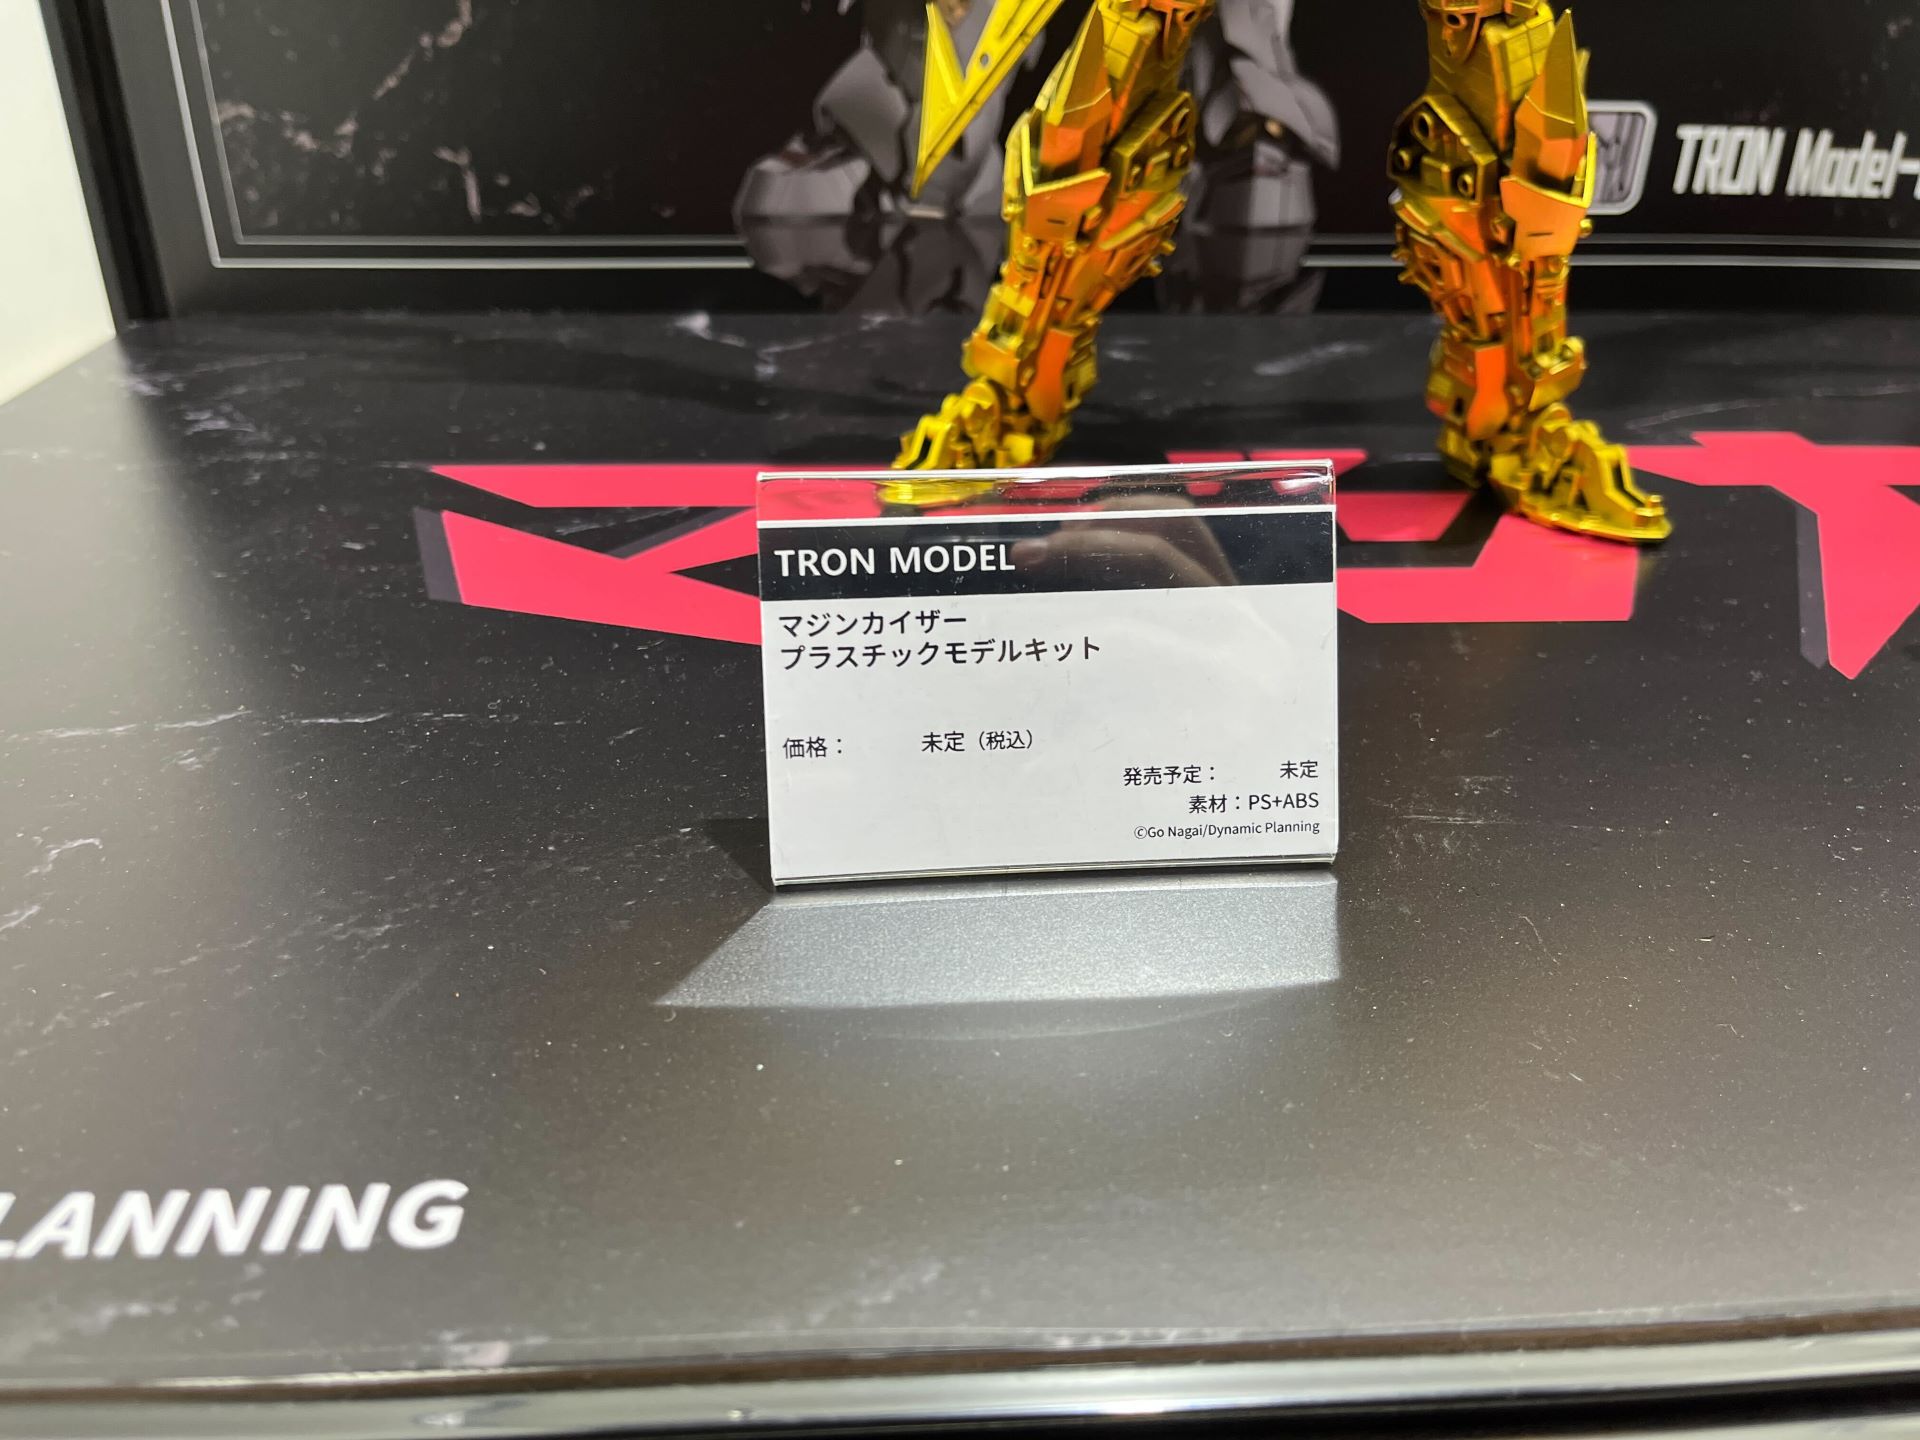 TRON Model
TRON MODEL
マジンカイザー
プラスチックモデルキット
価格： 未定（税込）
発売予定： 未定
素材：PS+ABS
©Go Nagai/Dynamic Planning
LANNING